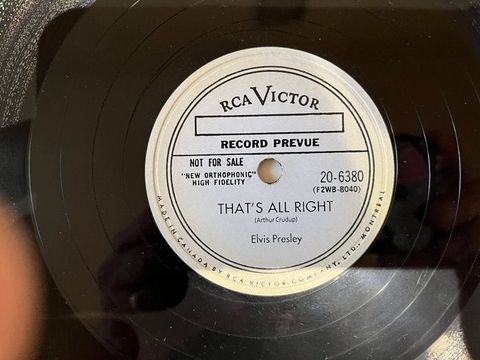 RCA VICTOR
RECORD PREVUE
NOT FOR SALE
"NEW ORTHOPHONIC"
HIGH FIDELITY
20-6380
(F2WB-8040)
THAT'S ALL RIGHT
(Arthur Crudup)
Elvis Presley
MADE IN CANADA BY RCA VICTOR COMPANY, LTD., MONTREAL